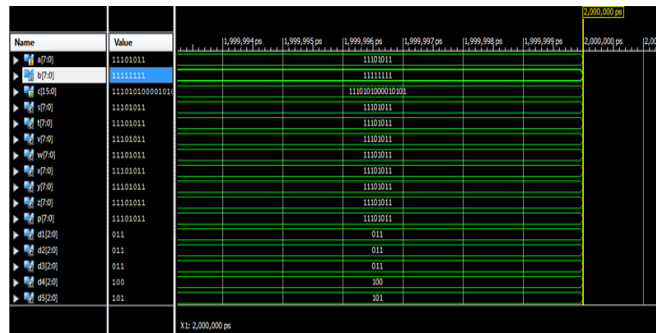 2,000,000 ps
Name Value 1,999,994 ps 1,999,995 ps 1,999,996 ps 1,999,997 ps 1,999,998 ps 1,999,999 ps 2,000,000 ps 2,00
a[7:0] 11101011 11101011
b[7:0] 11111111 11111111
c[15:0] 111010100001010 1110101000010101
s[7:0] 11101011 11101011
t[7:0] 11101011 11101011
v[7:0] 11101011 11101011
w[7:0] 11101011 11101011
x[7:0] 11101011 11101011
y[7:0] 11101011 11101011
z[7:0] 11101011 11101011
p[7:0] 11101011 11101011
d1[2:0] 011 011
d2[2:0] 011 011
d3[2:0] 011 011
d4[2:0] 100 100
d5[2:0] 101 101
X1: 2,000,000 ps